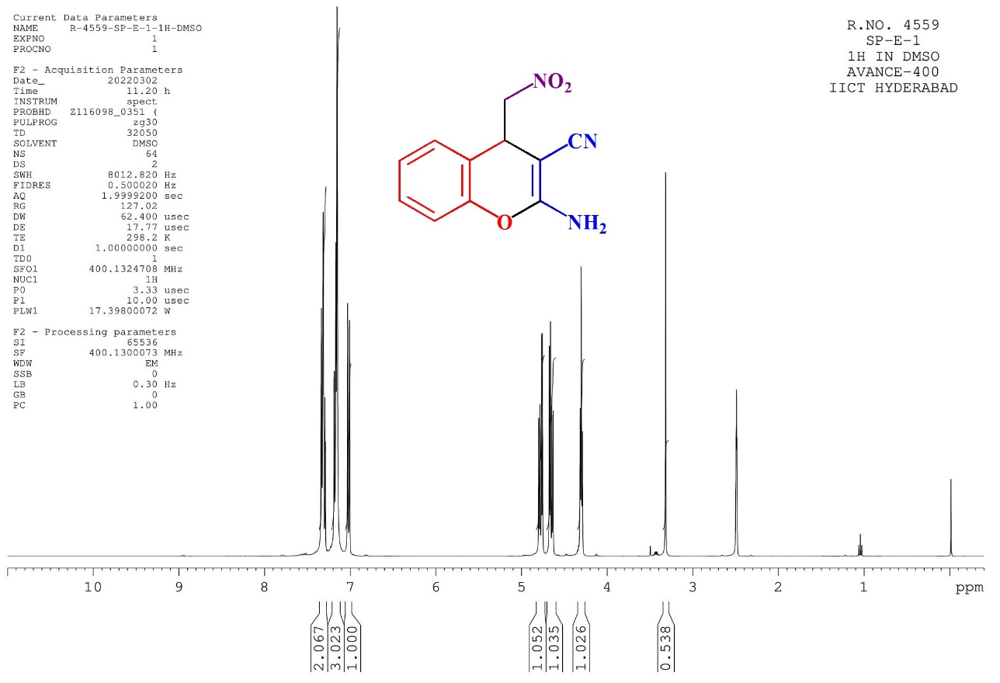 Current Data Parameters
NAME R-4559-SP-E-1-1H-DMSO
EXPNO 1
PROCNO 1
F2 - Acquisition Parameters
Date_ 20220302
Time 11.20 h
INSTRUM spect
PROBHD Z116098_0351 (
PULPROG zg30
TD 32050
SOLVENT DMSO
NS 64
DS 2
SWH 8012.820 Hz
FIDRES 0.500020 Hz
AQ 1.9999200 sec
RG 127.02
DW 62.400 usec
DE 17.77 usec
TE 298.2 K
D1 1.00000000 sec
TD0 1
SFO1 400.1324708 MHz
NUC1 1H
P0 3.33 usec
P1 10.00 usec
PLW1 17.39800072 W
F2 - Processing parameters
SI 65536
SF 400.1300073 MHz
WDW EM
SSB 0
LB 0.30 Hz
GB 0
PC 1.00
R.NO. 4559
SP-E-1
1H IN DMSO
AVANCE-400
IICT HYDERABAD
NO2
CN
O
NH2
10 9 8 7 6 5 4 3 2 1 ppm
2.067
3.023
1.000
1.052
1.035
1.026
0.538